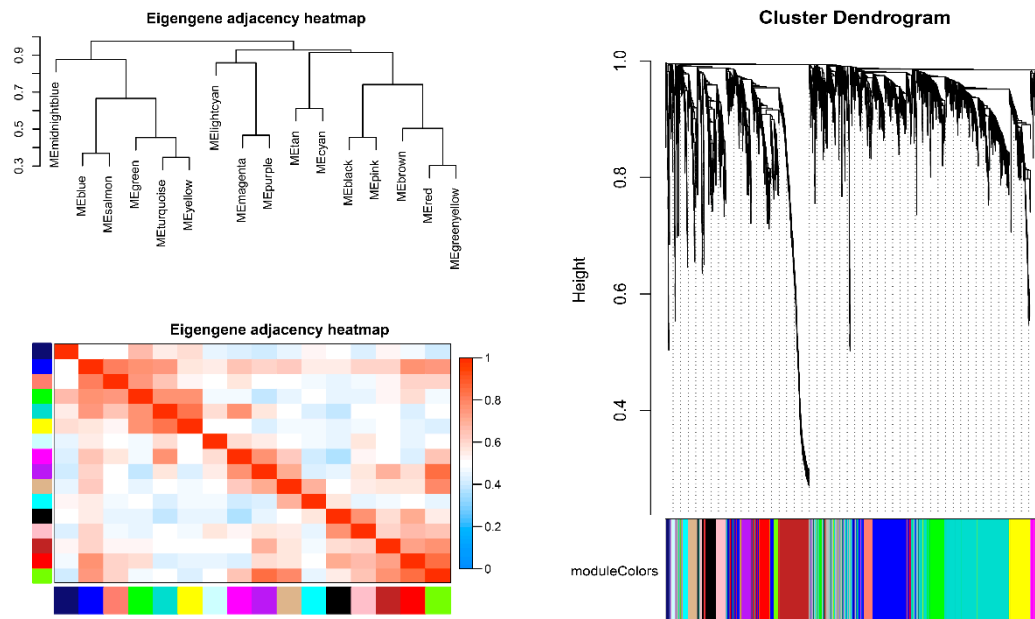 Eigengene adjacency heatmap
0.9
0.7
0.5
0.3
MEmidnightblue
MEblue
MEsalmon
MEgreen
MEturquoise
MEyellow
MElightcyan
MEmagenta
MEpurple
MEtan
MEcyan
MEblack
MEpink
MEbrown
MEred
MEgreenyellow
Eigengene adjacency heatmap
1
0.8
0.6
0.4
0.2
0
Cluster Dendrogram
Height
1.0
0.8
0.6
0.4
moduleColors